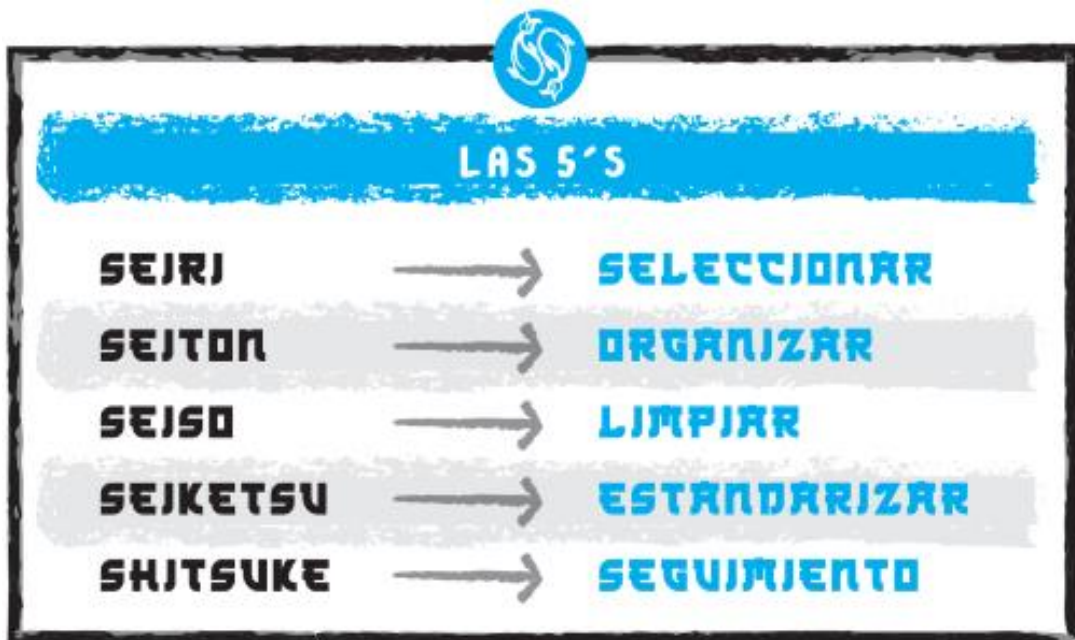 LAS 5´S
SEIRI → SELECCIONAR
SEITON → ORGANIZAR
SEISO → LIMPIAR
SEIKETSU → ESTANDARIZAR
SHITSUKE → SEGUIMIENTO